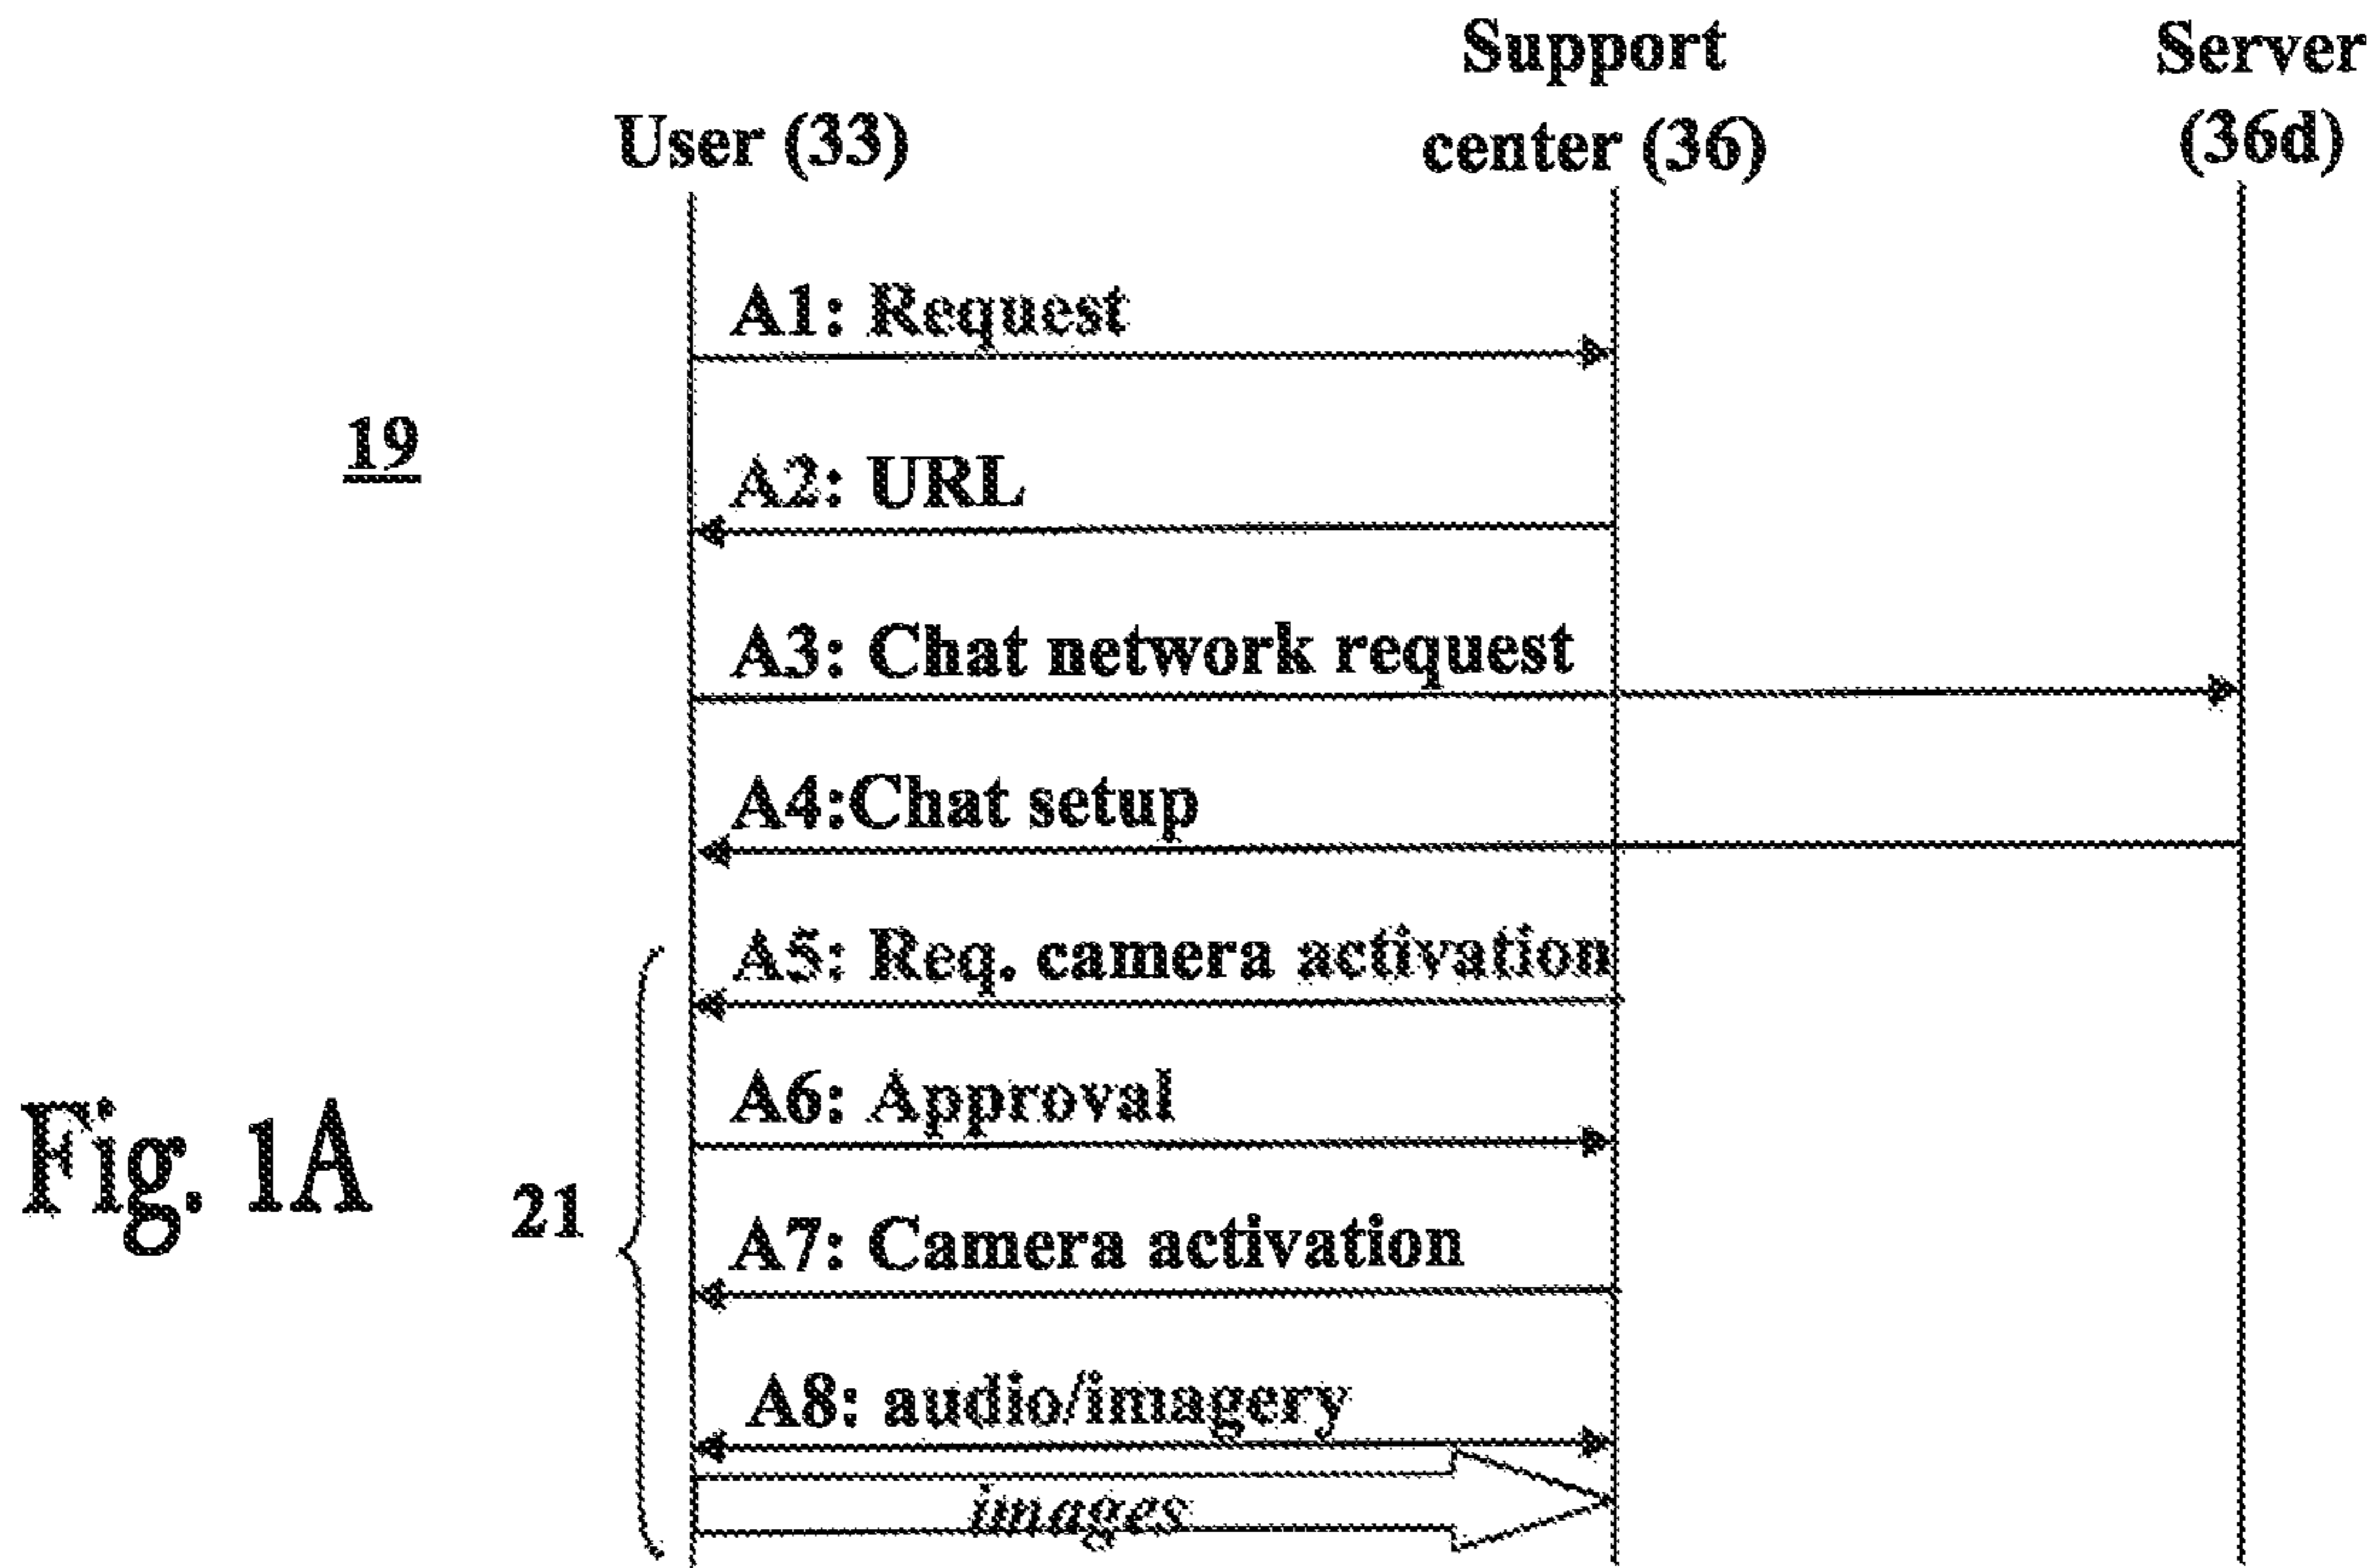 Support
center (36)
Server
(36d)
User (33)
A1: Request
19
A2: URL
A3: Chat network request
A4:Chat setup
A5: Req. camera activation
A6: Approval
Fig. 1A
21
A7: Camera activation
A8: audio/imagery
images